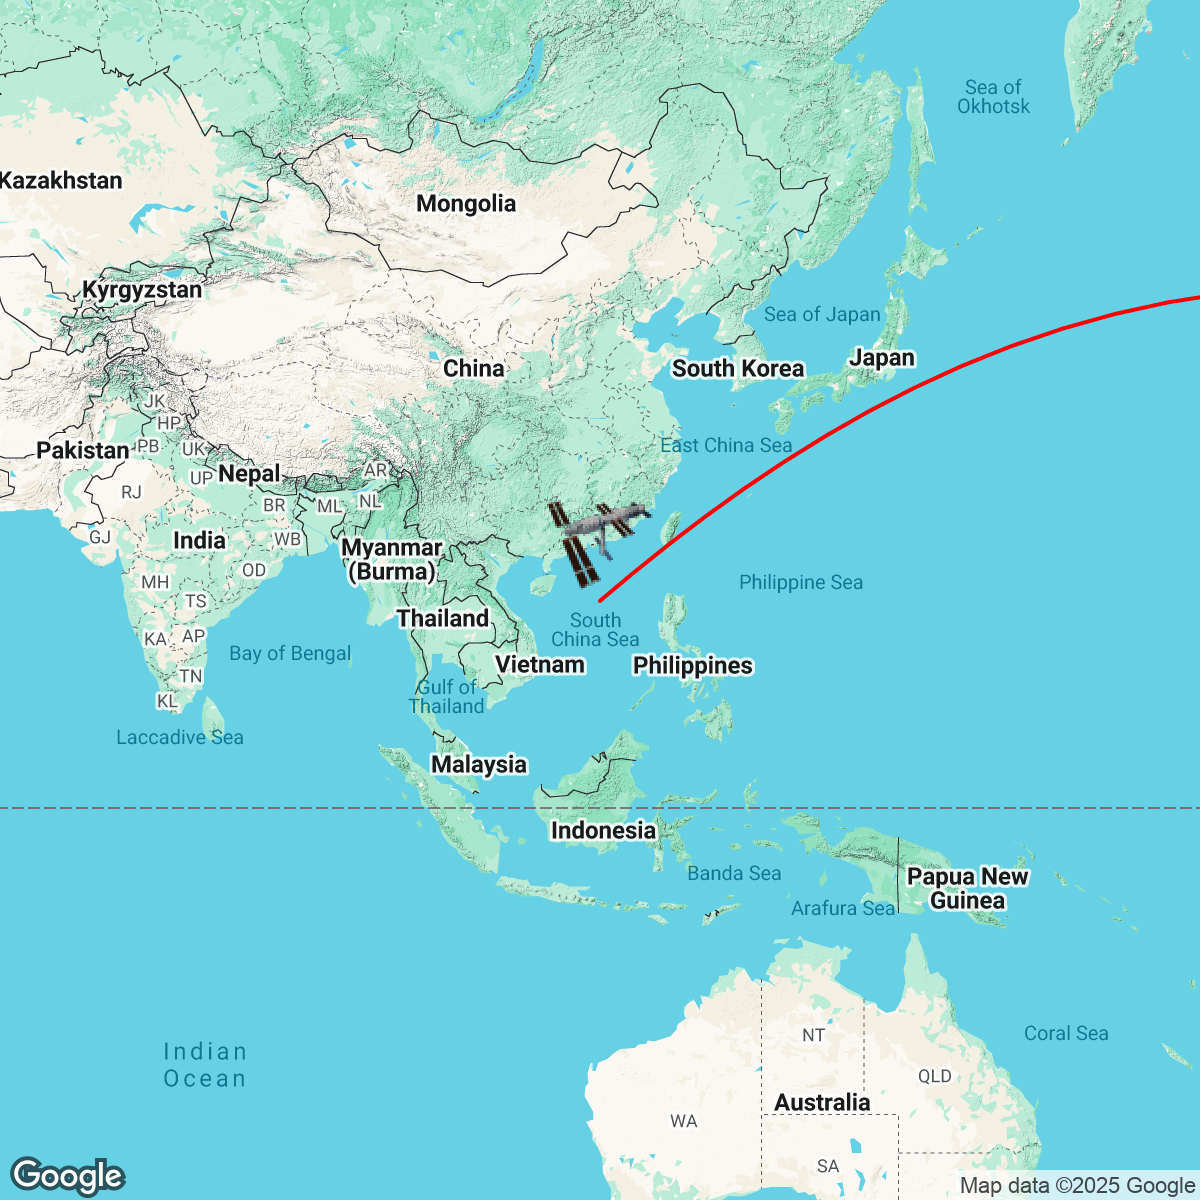 Sea of
Okhotsk
Kazakhstan
Mongolia
Kyrgyzstan
Sea of Japan
China
South Korea
Japan
JK
HP
Pakistan
PB
UK
East China Sea
Nepal
UP
AR
RJ
BR
ML
NL
GJ
India
WB
Myanmar
(Burma)
OD
MH
Philippine Sea
TS
Thailand
South
China Sea
KA
AP
Bay of Bengal
Vietnam
Philippines
TN
Gulf of
Thailand
KL
Laccadive Sea
Malaysia
Indonesia
Banda Sea
Papua New
Guinea
Arafura Sea
Indian
Ocean
NT
Coral Sea
QLD
Australia
WA
SA
Google
Map data ©2025 Google